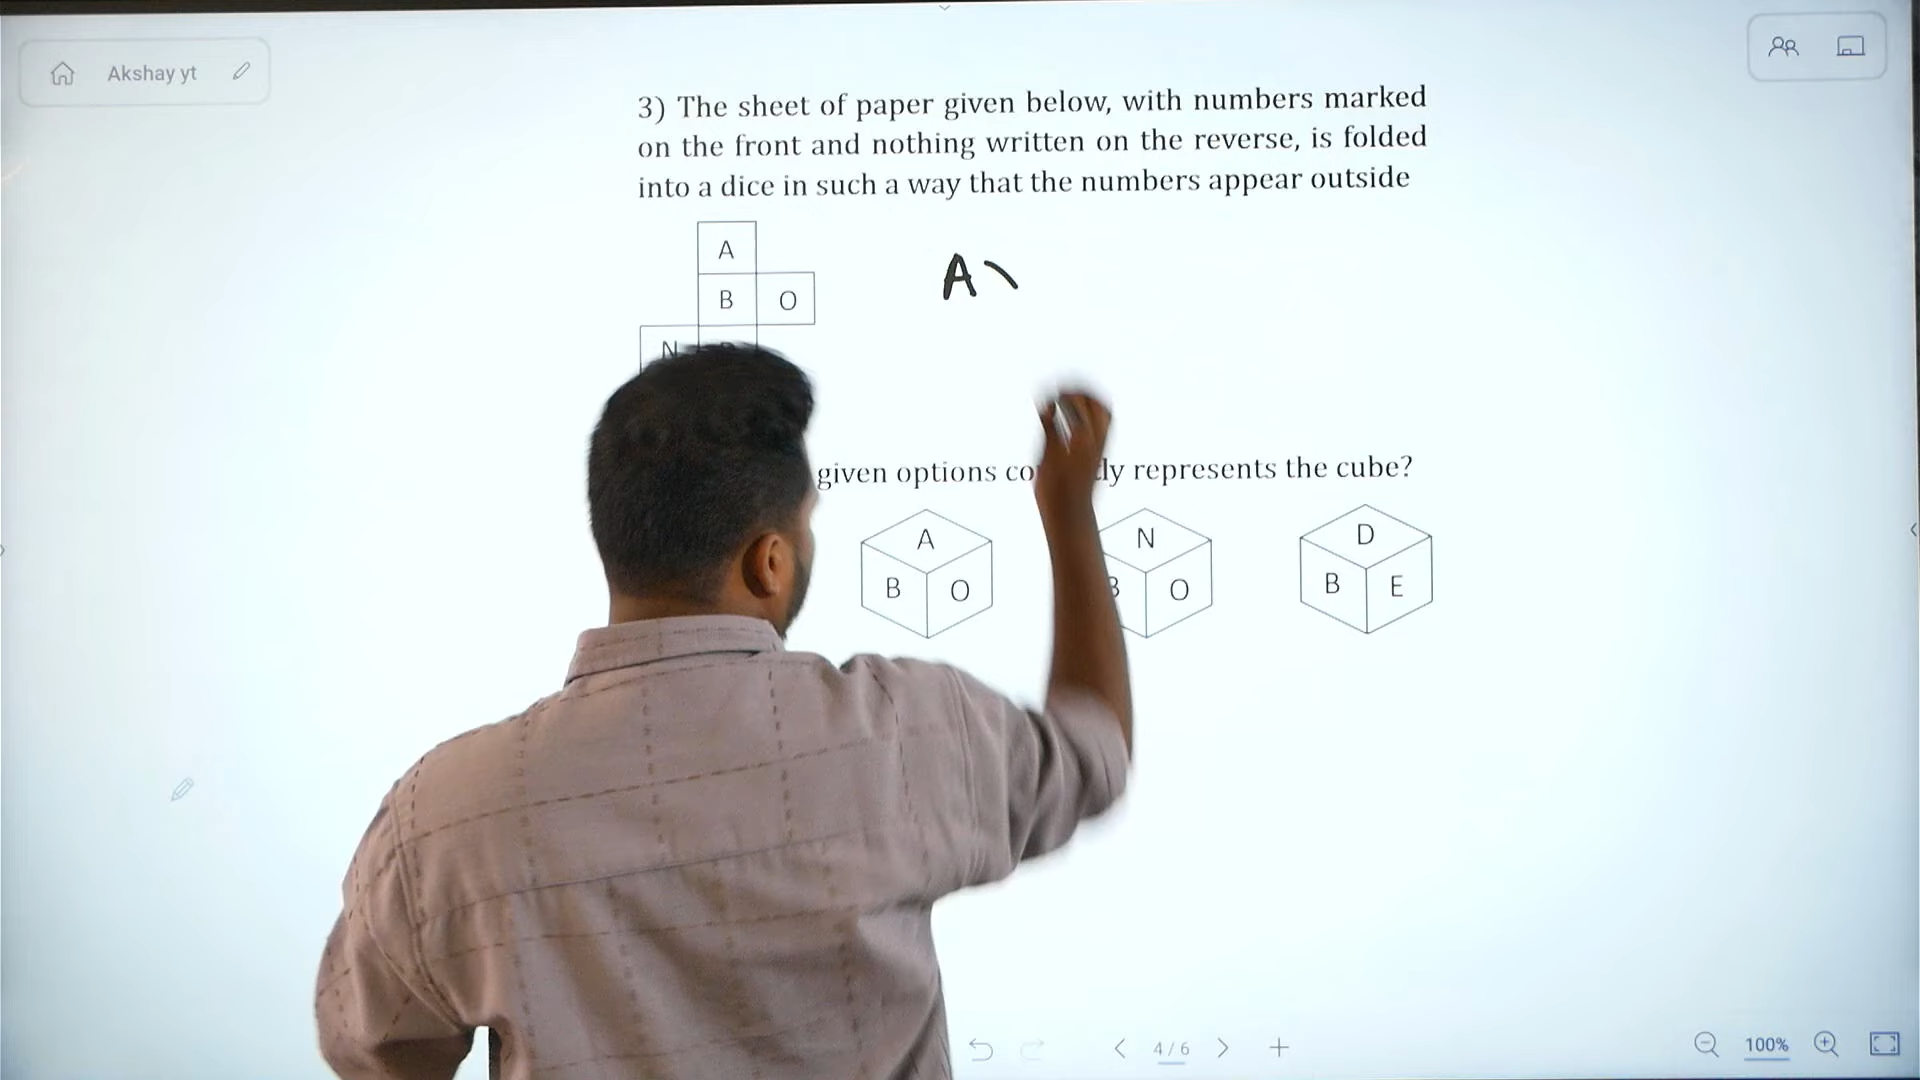 Akshay yt
3) The sheet of paper given below, with numbers marked
on the front and nothing written on the reverse, is folded
into a dice in such a way that the numbers appear outside
A
A
B O
N
given options represents the cube?
A N D
B O O B E
4/6
100%